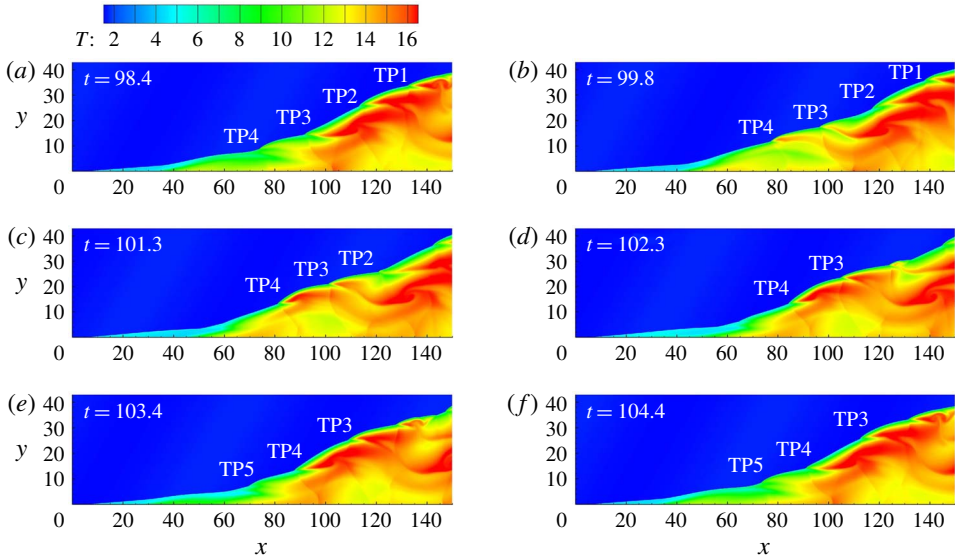 T: 2 4 6 8 10 12 14 16
(a) 40 t = 98.4 TP1
30 TP2
y 20 TP3
10 TP4
0 20 40 60 80 100 120 140
(b) 40 t = 99.8 TP1
30 TP2
20 TP3
10 TP4
0 20 40 60 80 100 120 140
(c) 40 t = 101.3
30 TP2
y 20 TP4 TP3
10
0 20 40 60 80 100 120 140
(d) 40 t = 102.3
30 TP3
20 TP4
10
0 20 40 60 80 100 120 140
(e) 40 t = 103.4
30 TP3
y 20 TP4
10 TP5
0 20 40 60 80 100 120 140
x
(f) 40 t = 104.4
30 TP3
20 TP4
10 TP5
0 20 40 60 80 100 120 140
x